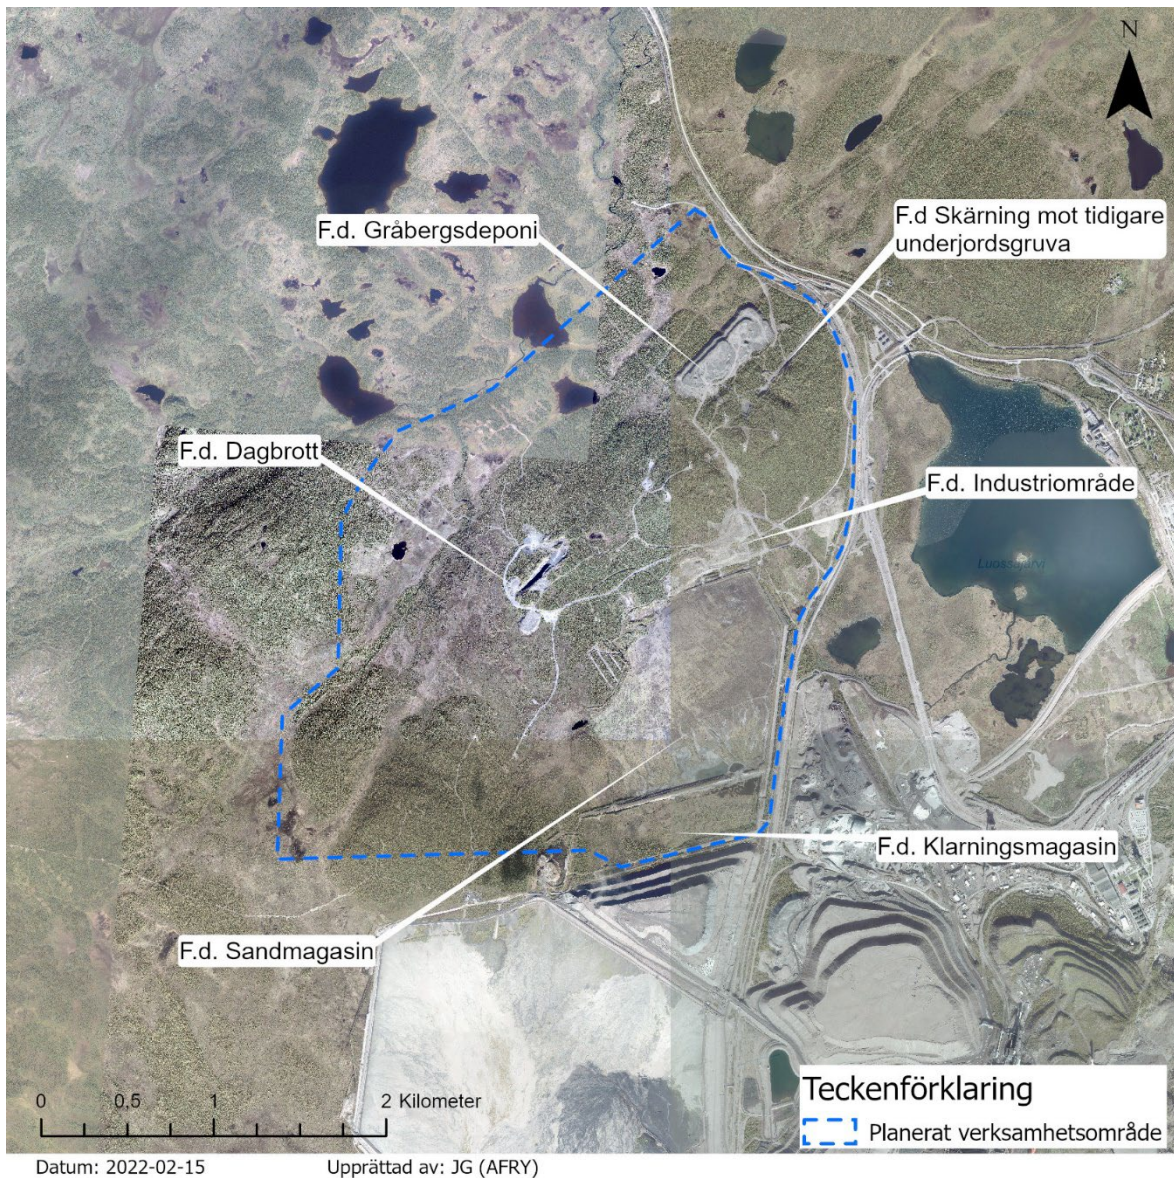 N
F.d. Gråbergsdeponi
F.d Skärning mot tidigare
underjordsgruva
F.d. Dagbrott
F.d. Industriområde
Luossajärvi
F.d. Klarningsmagasin
F.d. Sandmagasin
0 0,5 1 2 Kilometer
Teckenförklaring
Planerat verksamhetsområde
Datum: 2022-02-15 Upprättad av: JG (AFRY)